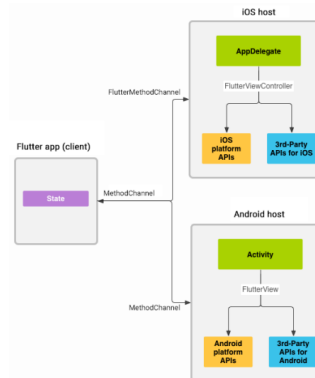 iOS host
AppDelegate
FlutterMethodChannel
FlutterViewController
iOS
platform
APIs
3rd-Party
APIs for iOS
Flutter app (client)
State
MethodChannel
Android host
Activity
MethodChannel
FlutterView
Android
platform
APIs
3rd-Party
APIs for
Android